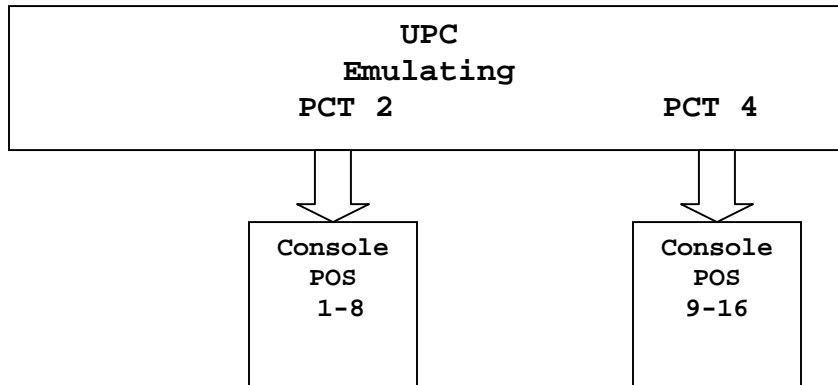 UPC
Emulating
PCT 2 PCT 4
Console
POS
1-8
Console
POS
9-16